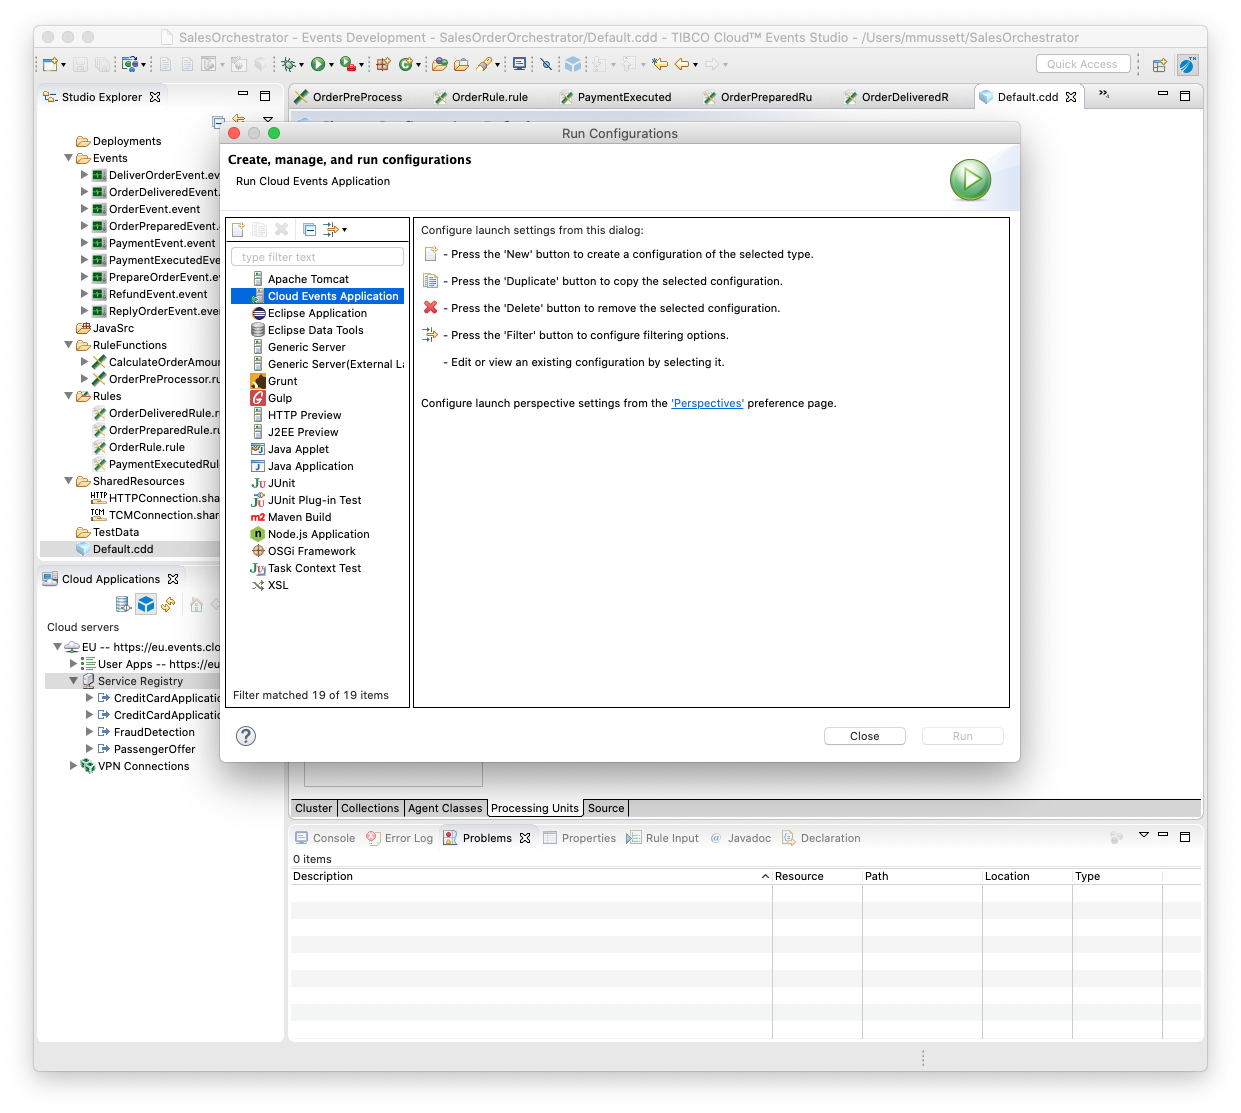 SalesOrchestrator - Events Development - SalesOrderOrchestrator/Default.cdd - TIBCO Cloud™ Events Studio - /Users/mmussett/SalesOrchestrator
Quick Access
Studio Explorer
OrderPreProcess
OrderRule.rule
PaymentExecuted
OrderPreparedRu
OrderDeliveredR
Default.cdd
4
Deployments
Events
DeliverOrderEvent.ev
OrderDeliveredEvent.
OrderEvent.event
OrderPreparedEvent.
PaymentEvent.event
PaymentExecutedEve
PrepareOrderEvent.e
RefundEvent.event
ReplyOrderEvent.eve
JavaSrc
RuleFunctions
CalculateOrderAmou
OrderPreProcessor.ru
Rules
OrderDeliveredRule.r
OrderPreparedRule.ru
OrderRule.rule
PaymentExecutedRul
SharedResources
HTTP HTTPConnection.sha
TCM TCMConnection.shar
TestData
Default.cdd
Cloud Applications
Cloud servers
EU -- https://eu.events.clo
User Apps -- https://eu
Service Registry
CreditCardApplicatio
CreditCardApplicatio
FraudDetection
PassengerOffer
VPN Connections
Run Configurations
Create, manage, and run configurations
Run Cloud Events Application
type filter text
Apache Tomcat
Cloud Events Application
Eclipse Application
Eclipse Data Tools
Generic Server
Generic Server(External La
Grunt
Gulp
HTTP Preview
J2EE Preview
Java Applet
Java Application
JUnit
JUnit Plug-in Test
m2 Maven Build
Node.js Application
OSGi Framework
Task Context Test
XSL
Filter matched 19 of 19 items
Configure launch settings from this dialog:
- Press the 'New' button to create a configuration of the selected type.
- Press the 'Duplicate' button to copy the selected configuration.
- Press the 'Delete' button to remove the selected configuration.
- Press the 'Filter' button to configure filtering options.
- Edit or view an existing configuration by selecting it.
Configure launch perspective settings from the 'Perspectives' preference page.
?
Close
Run
Cluster
Collections
Agent Classes
Processing Units
Source
Console
Error Log
Problems
Properties
Rule Input
@ Javadoc
Declaration
0 items
Description
Resource
Path
Location
Type